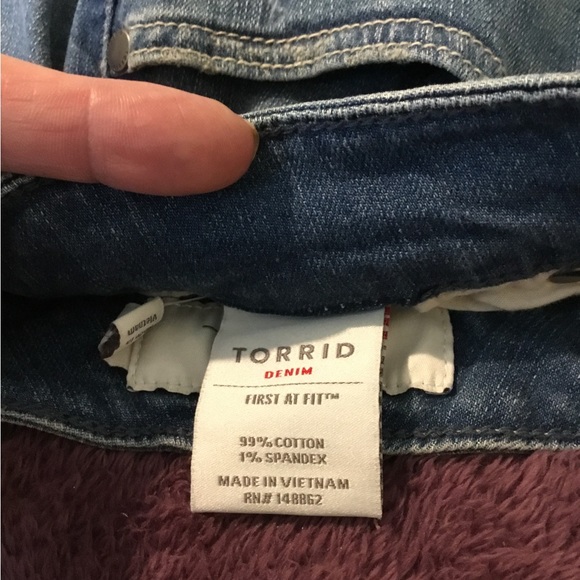 TORRID
DENIM
FIRST AT FIT™
99% COTTON
1% SPANDEX
MADE IN VIETNAM
RN# 148862